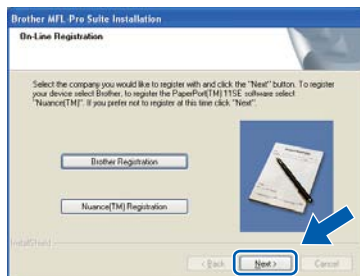 Brother MFL-Pro Suite Installation
On-Line Registration
Select the company you would like to register with and click the "Next" button. To register
your device select Brother, to register the PaperPort(TM) 11SE software select
"Nuance(TM)". If you prefer not to register at this time click "Next".
Brother Registration
Nuance(TM) Registration
InstallShield
< Back
Next >
Cancel